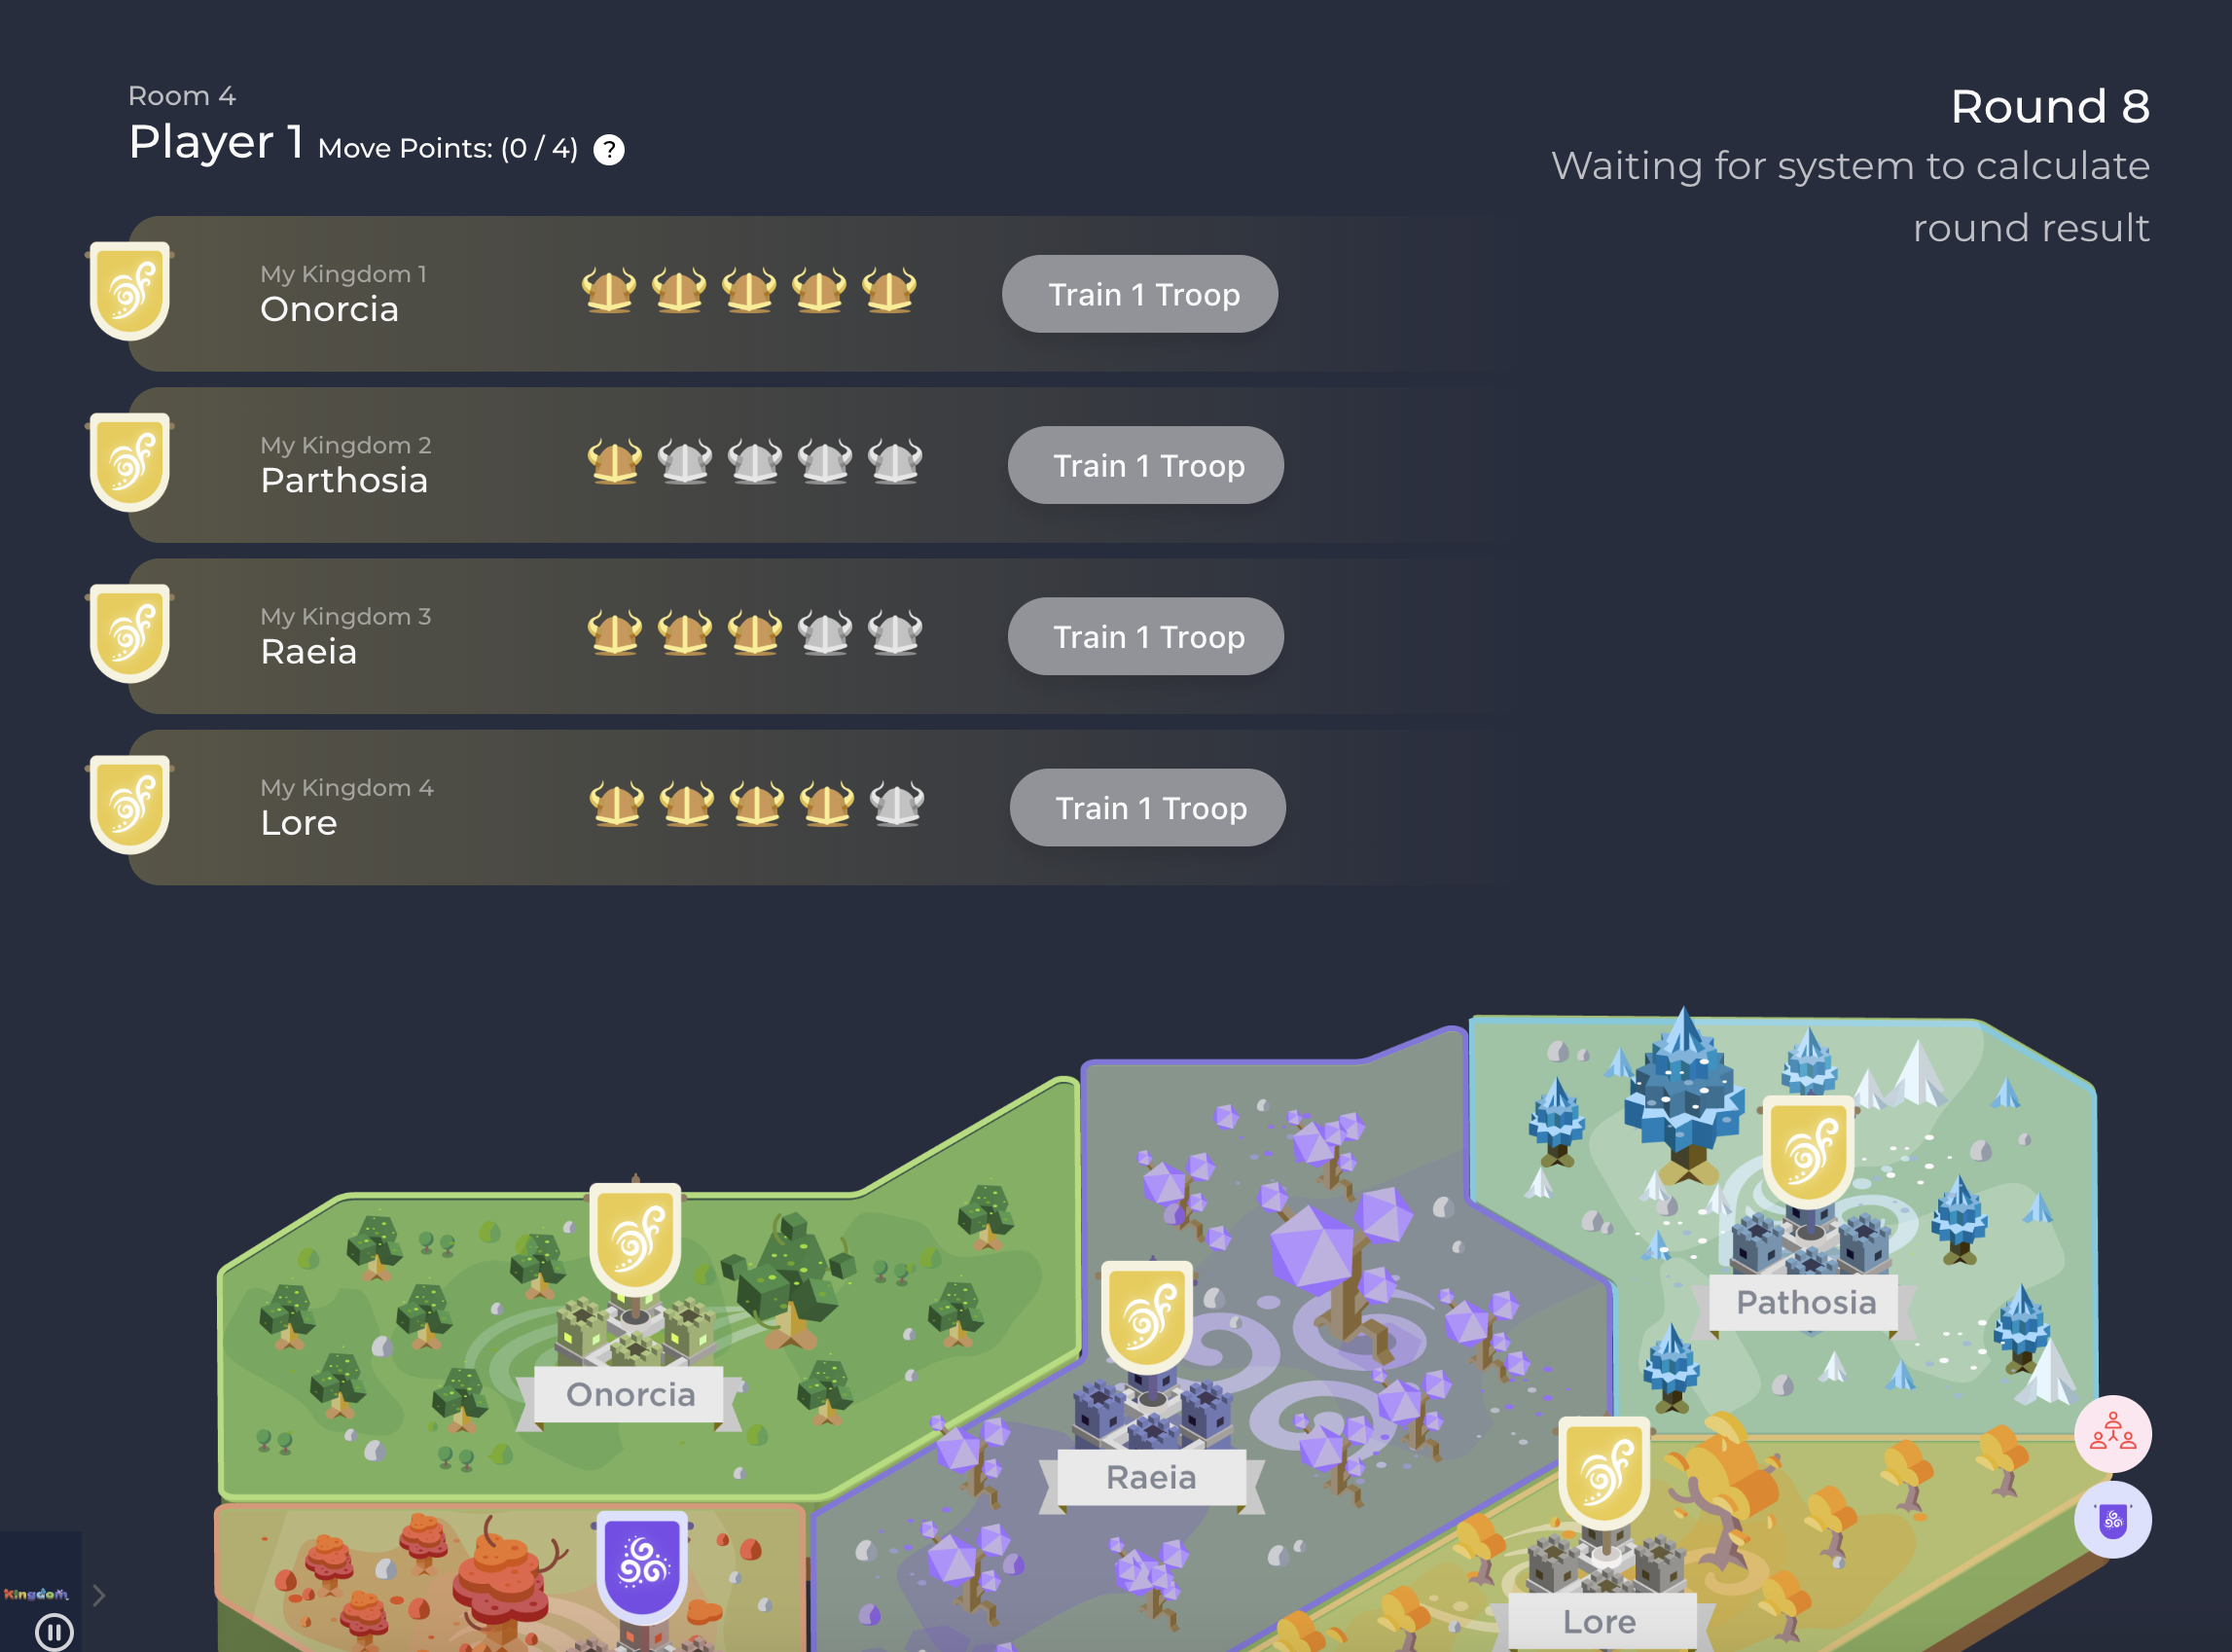 Room 4
Player 1 Move Points: (0 / 4) ?
Round 8
Waiting for system to calculate
round result
My Kingdom 1
Onorcia
Train 1 Troop
My Kingdom 2
Parthosia
Train 1 Troop
My Kingdom 3
Raeia
Train 1 Troop
My Kingdom 4
Lore
Train 1 Troop
Pathosia
Onorcia
Raeia
Lore
Kingdom